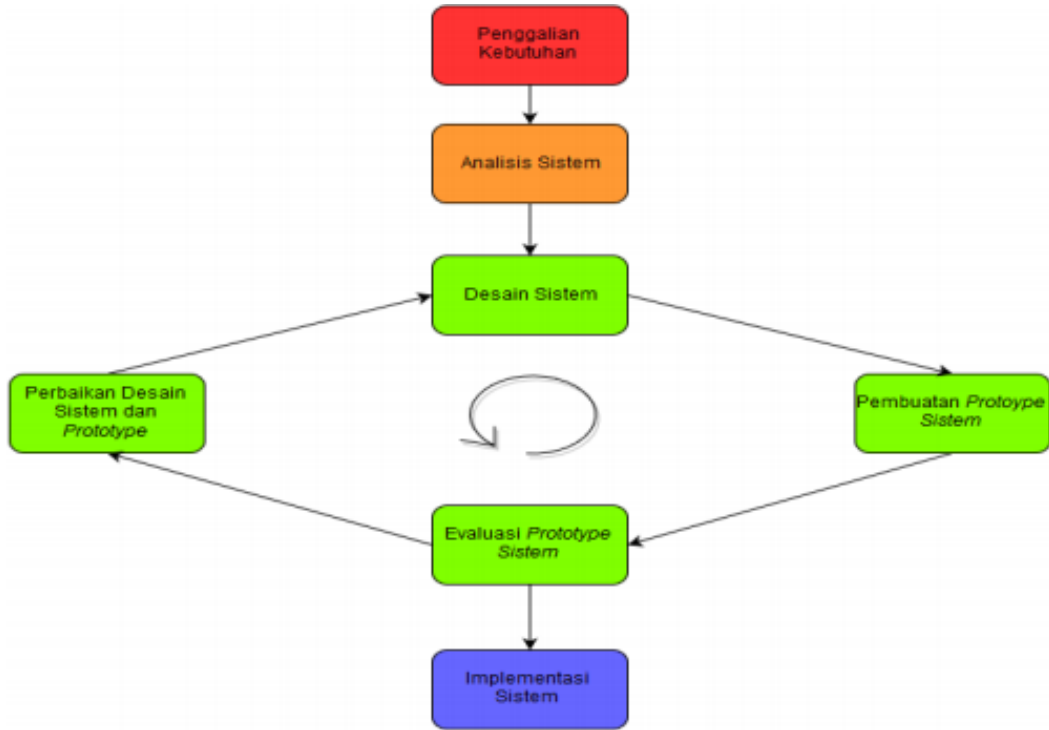 Penggalian
Kebutuhan
Analisis Sistem
Desain Sistem
Perbaikan Desain
Sistem dan
Prototype
Pembuatan Protoype
Sistem
Evaluasi Prototype
Sistem
Implementasi
Sistem